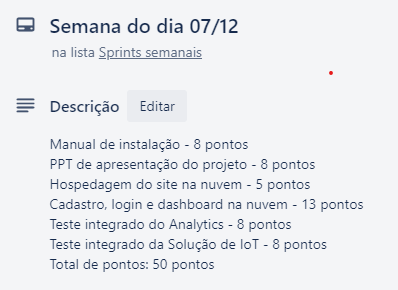 Semana do dia 07/12
na lista Sprints semanais
Descrição Editar
Manual de instalação - 8 pontos
PPT de apresentação do projeto - 8 pontos
Hospedagem do site na nuvem - 5 pontos
Cadastro, login e dashboard na nuvem - 13 pontos
Teste integrado do Analytics - 8 pontos
Teste integrado da Solução de IoT - 8 pontos
Total de pontos: 50 pontos